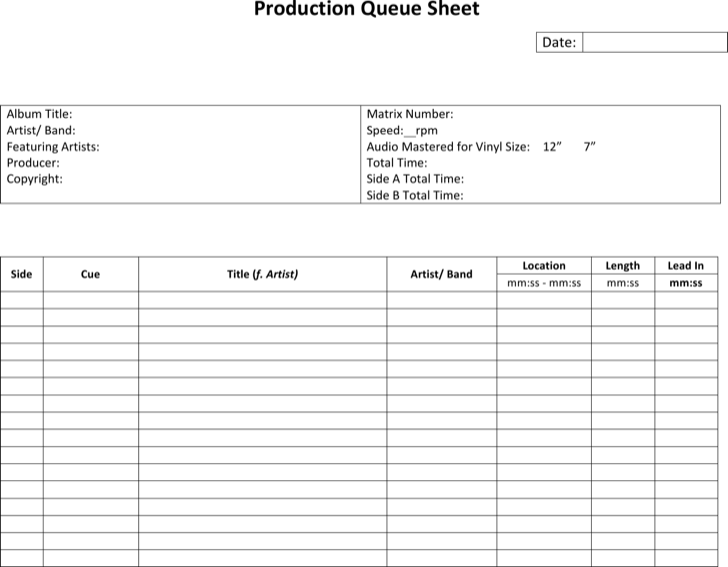 Production Queue Sheet
Date:
Album Title:
Artist/ Band:
Featuring Artists:
Producer:
Copyright:
Matrix Number:
Speed:__rpm
Audio Mastered for Vinyl Size: 12” 7”
Total Time:
Side A Total Time:
Side B Total Time:
Side Cue Title (f. Artist) Artist/ Band Location Length Lead In
mm:ss - mm:ss mm:ss mm:ss